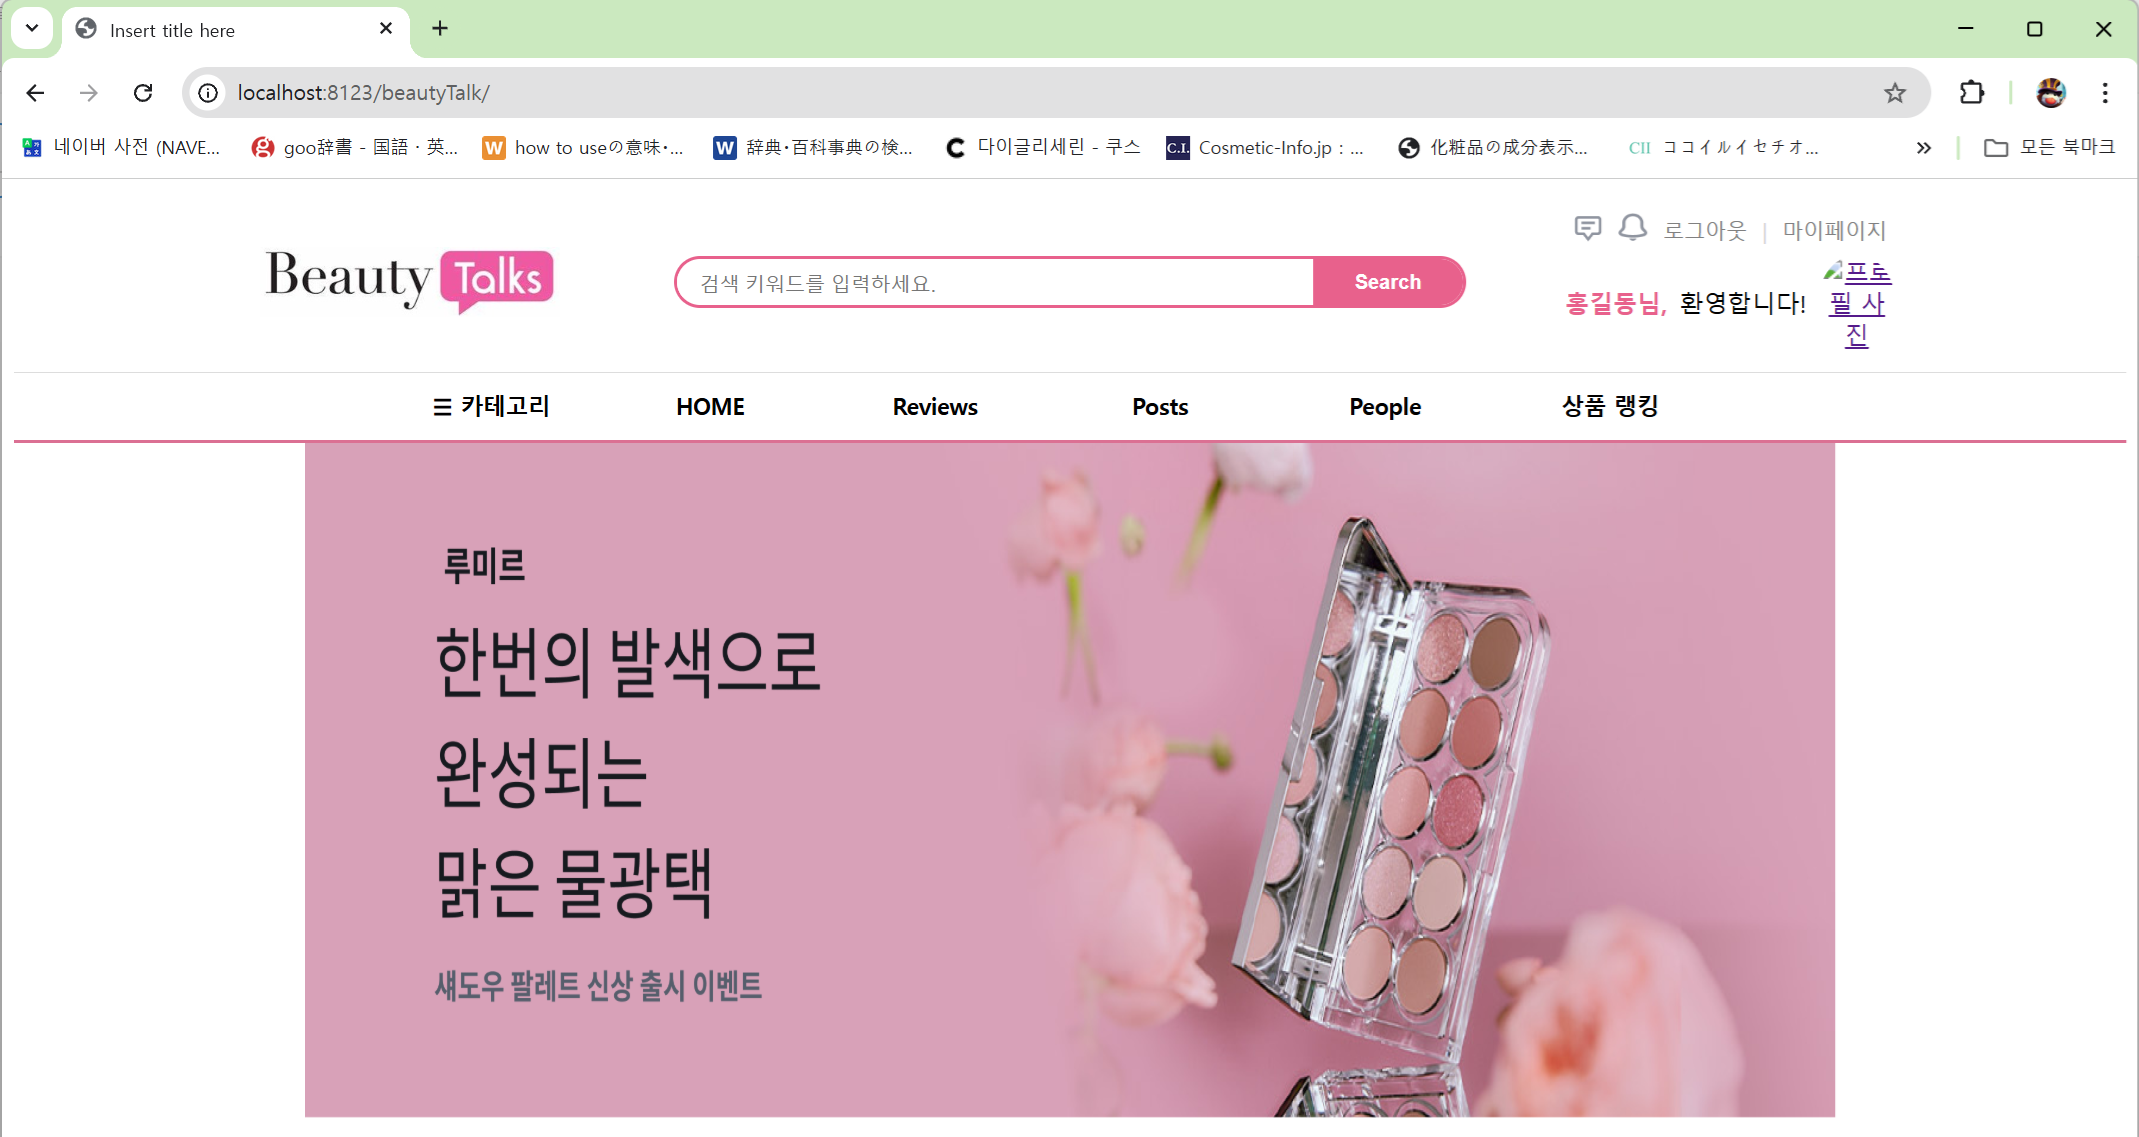 Insert title here
localhost:8123/beautyTalk/
네이버 사전 (NAVE...
goo辞書 - 国語 · 英...
how to useの意味・...
辞典・百科事典の検...
다이글리세린 - 쿠스
Cosmetic-Info.jp : ...
化粧品の成分表示...
ココイルイセチオ...
모든 북마크
로그아웃 | 마이페이지
Beauty Talks
검색 키워드를 입력하세요.
Search
홍길동님, 환영합니다!
프로
필 사
진
☰ 카테고리
HOME
Reviews
Posts
People
상품 랭킹
루미르
한번의 발색으로
완성되는
맑은 물광택
섀도우 팔레트 신상 출시 이벤트